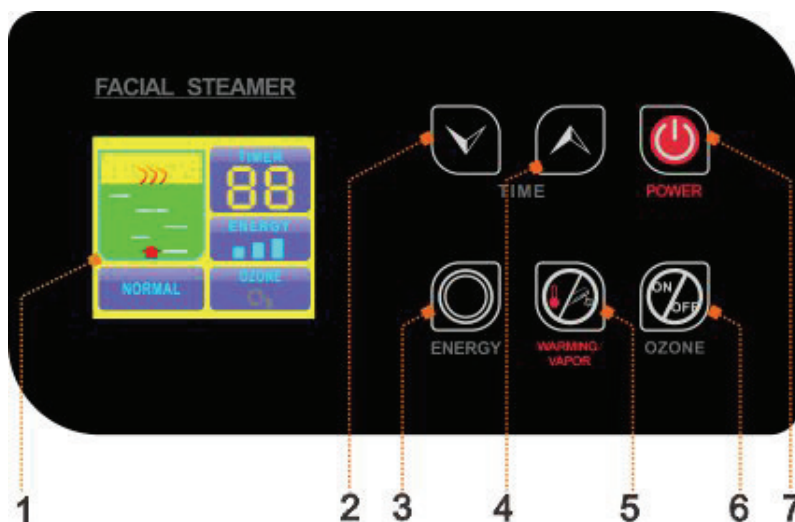 FACIAL STEAMER
TIMER
88
ENERGY
NORMAL
OZONE
O₃
TIME
POWER
ENERGY
WARMING/
VAPOR
ON
OFF
OZONE
1 2 3 4 5 6 7